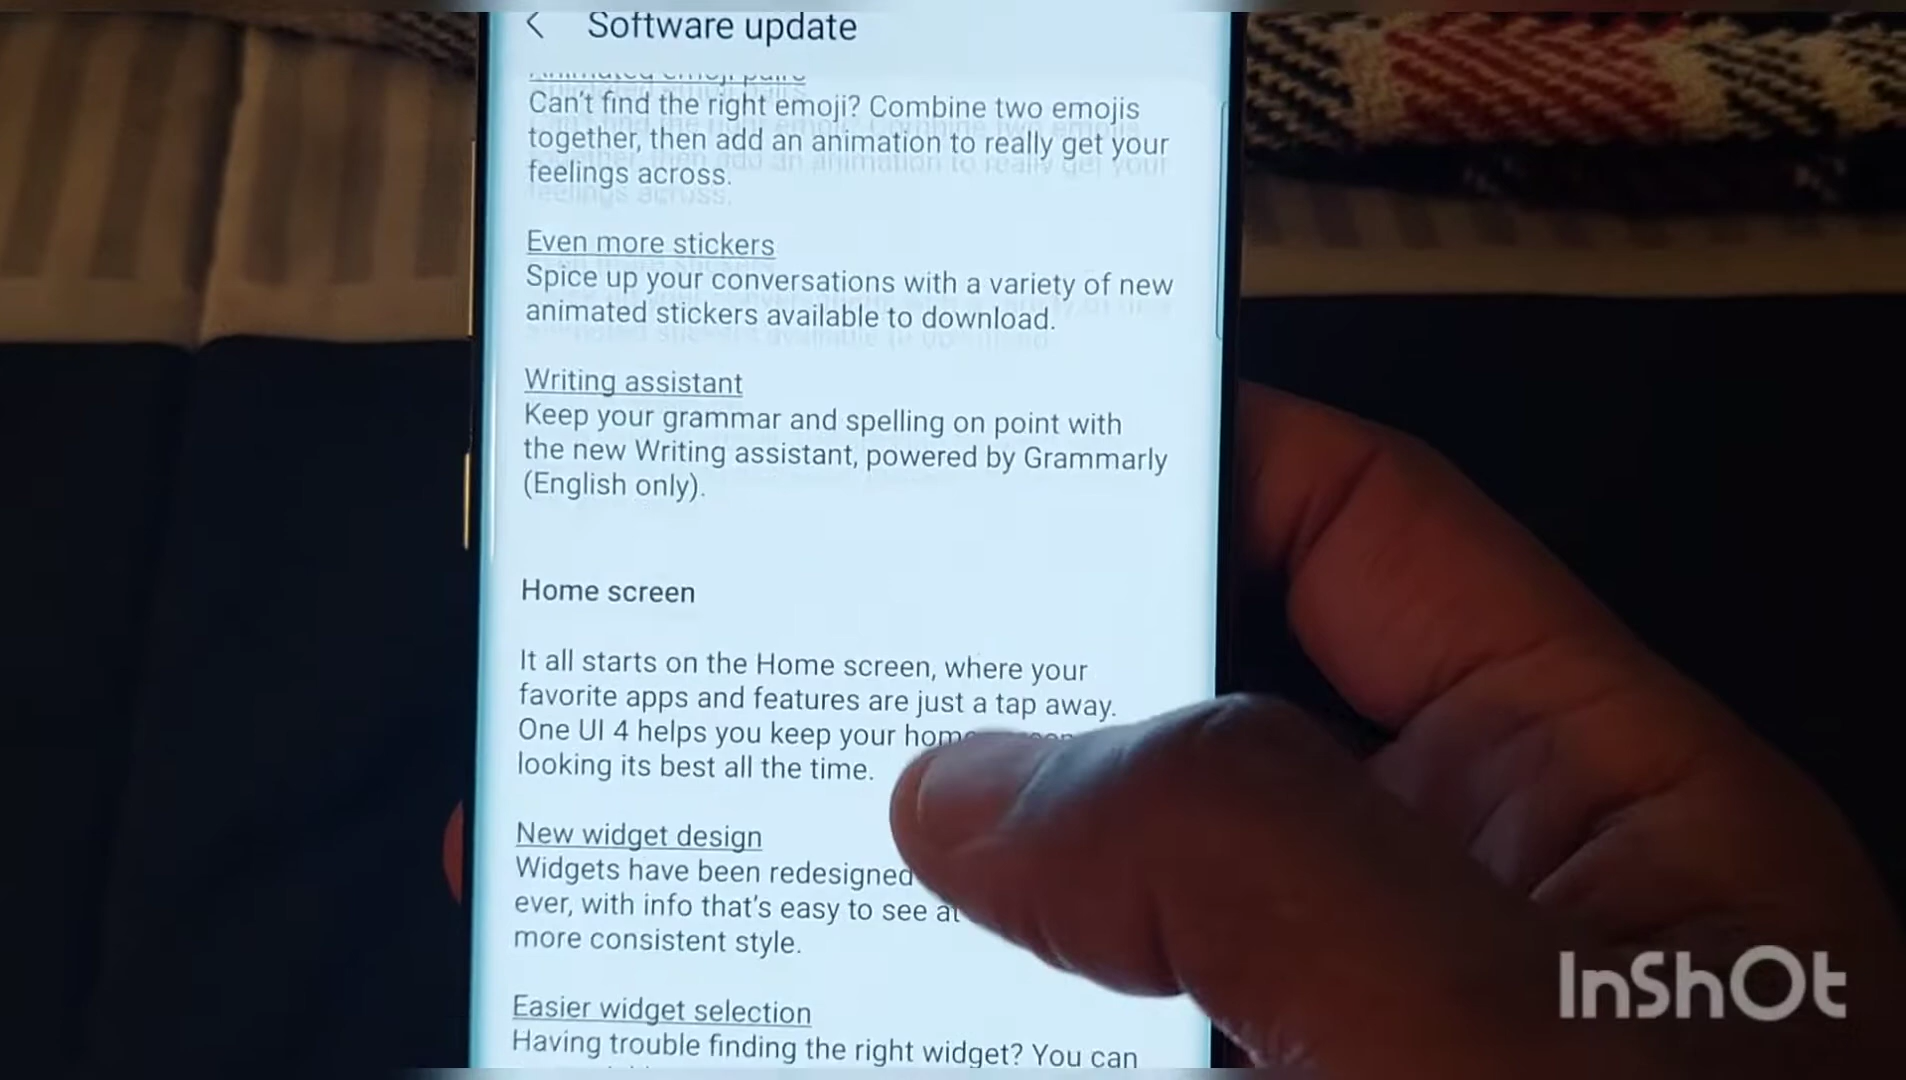 Software update
Animated emoji pairs
Can't find the right emoji? Combine two emojis
together, then add an animation to really get your
feelings across.
Even more stickers
Spice up your conversations with a variety of new
animated stickers available to download.
Writing assistant
Keep your grammar and spelling on point with
the new Writing assistant, powered by Grammarly
(English only).
Home screen
It all starts on the Home screen, where your
favorite apps and features are just a tap away.
One UI 4 helps you keep your
looking its best all the time.
New widget design
Widgets have been redesigned
ever, with info that's easy to see
more consistent style.
Easier widget selection
Having trouble finding the right widget? You can
InShOt